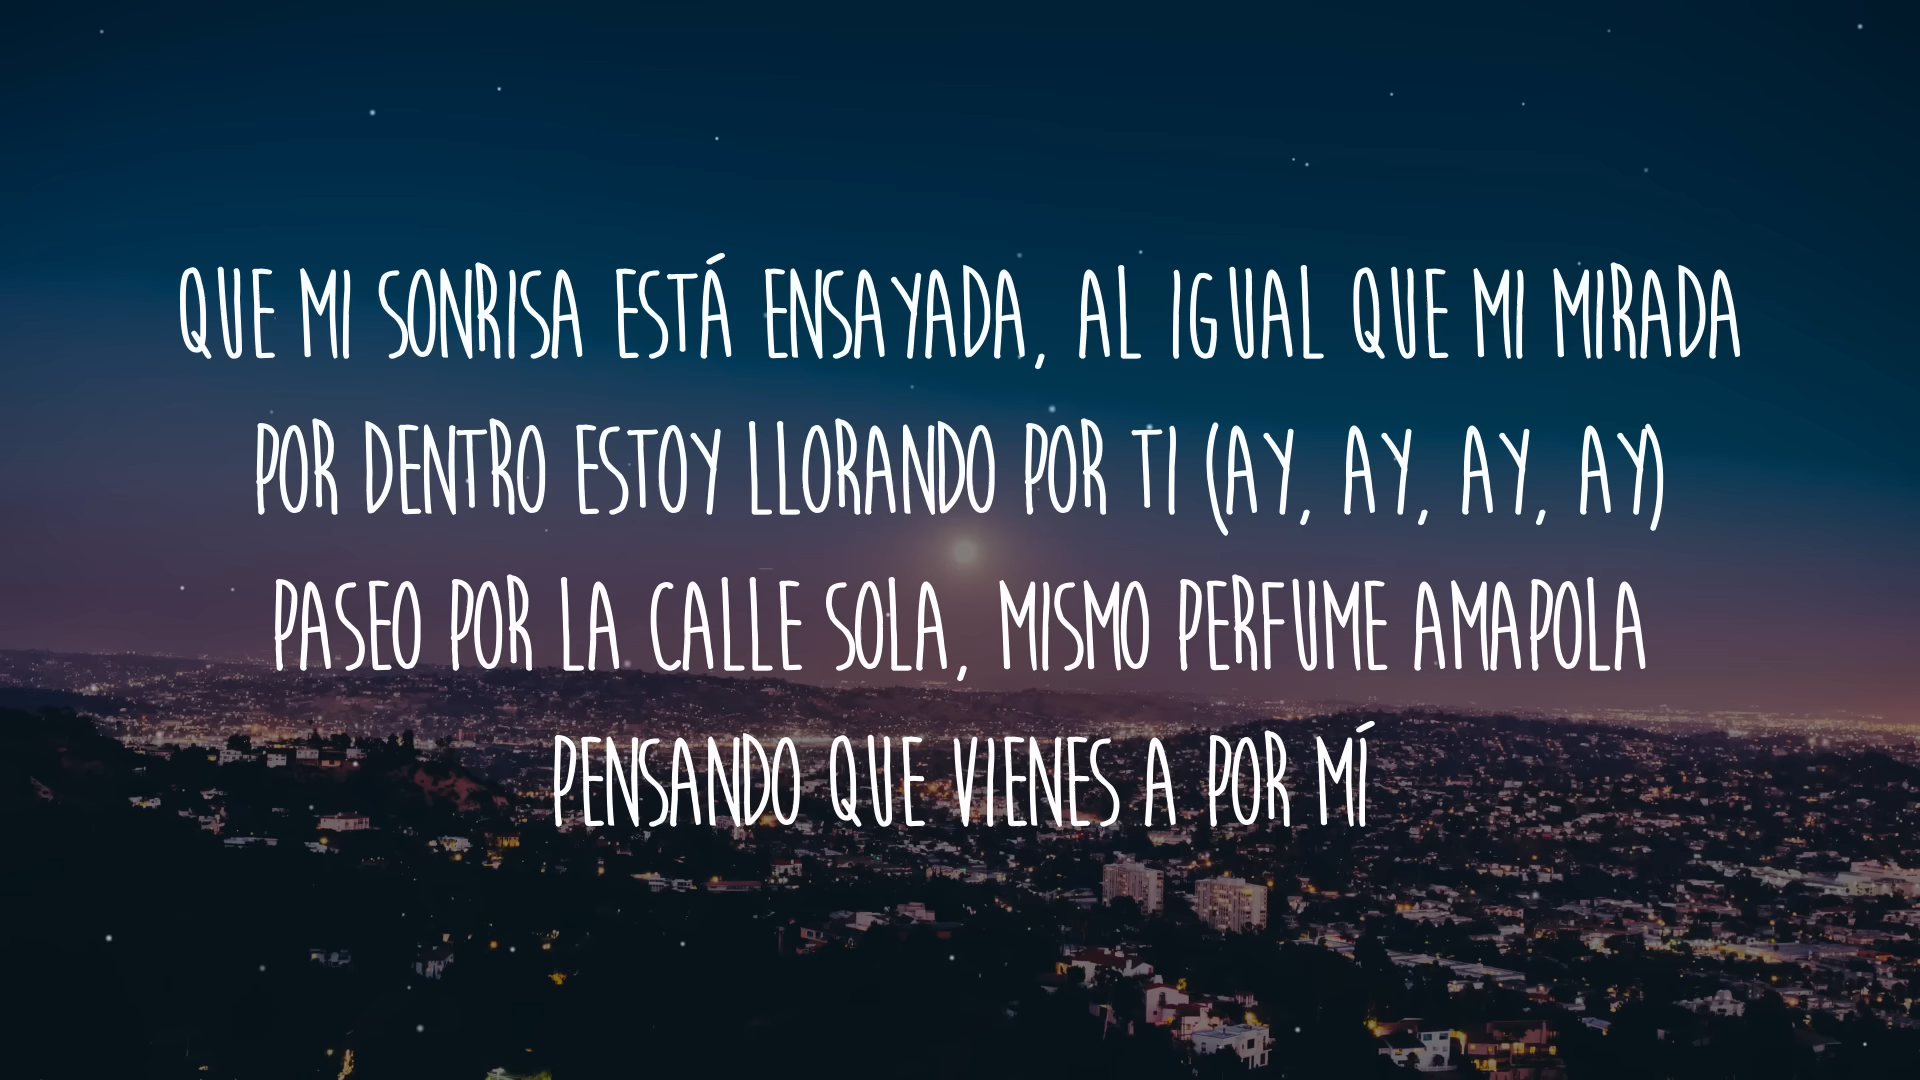 QUE MI SONRISA ESTÁ ENSAYADA, AL IGUAL QUE MI MIRADA
POR DENTRO ESTOY LLORANDO POR TI (AY, AY, AY, AY)
PASEO POR LA CALLE SOLA, MISMO PERFUME AMAPOLA
PENSANDO QUE VIENES A POR MÍ